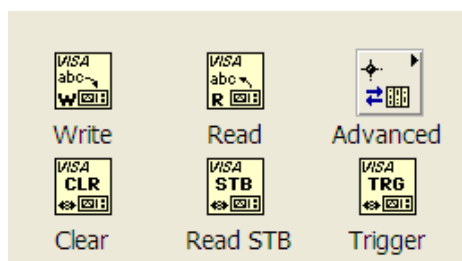 VISA VISA
abc abc
W R
Write Read Advanced
VISA VISA VISA
CLR STB TRG
Clear Read STB Trigger